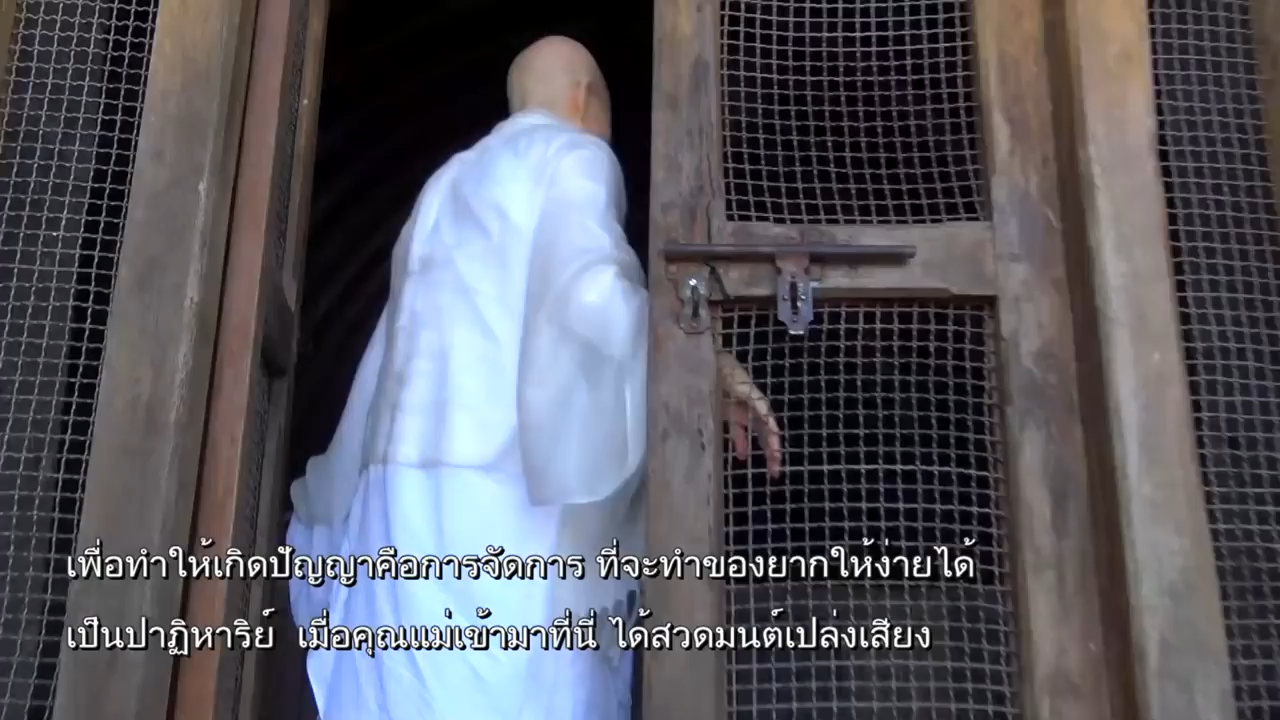 เพื่อทำให้เกิดปัญญาคือการจัดการ ที่จะทำของยากให้ง่ายได้
เป็นปาฏิหาริย์  เมื่อคุณแม่เข้ามาที่นี่ ได้สวดมนต์เปล่งเสียง